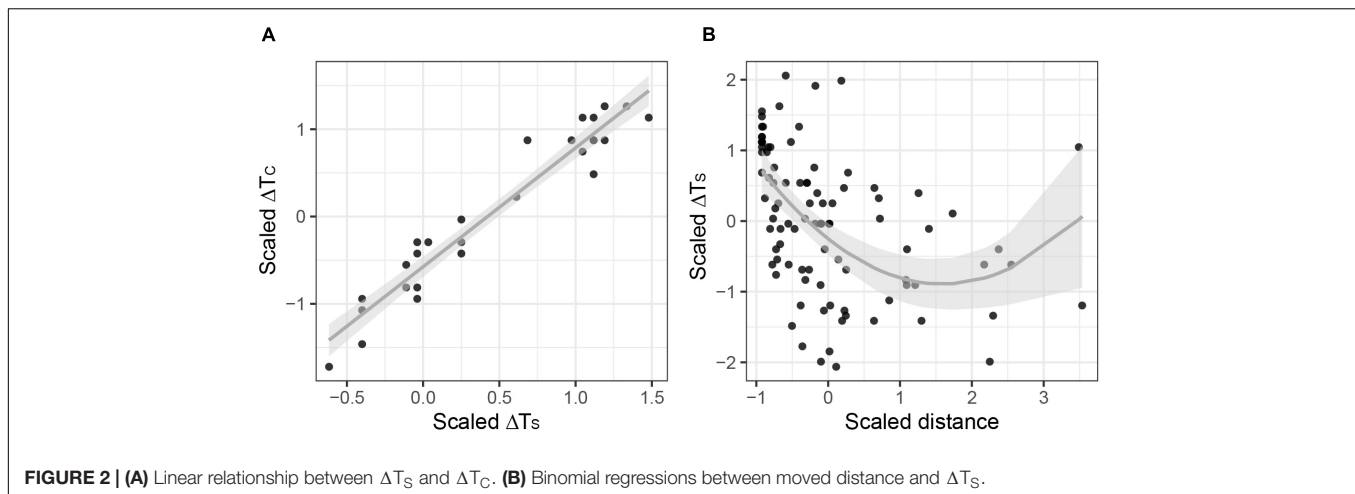 A
B
1
0
−1
Scaled ΔTC
−0.5 0.0 0.5 1.0 1.5
Scaled ΔTS
2
1
0
−1
−2
Scaled ΔTS
−1 0 1 2 3
Scaled distance
FIGURE 2 | (A) Linear relationship between ΔTS and ΔTC. (B) Binomial regressions between moved distance and ΔTS.